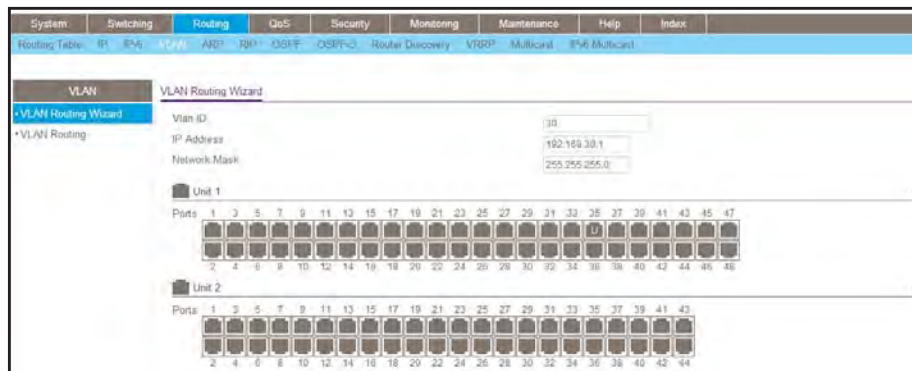 System Switching Routing QoS Security Monitoring Maintenance Help Index
Routing Table IP IPv6 VLAN ARP RIP OSPF OSPFv3 Router Discovery VRRP Multicast IPv6 Multicast
VLAN
• VLAN Routing Wizard
• VLAN Routing
VLAN Routing Wizard
Vlan ID 30
IP Address 192.168.30.1
Network Mask 255.255.255.0
Unit 1
Ports 1 3 5 7 9 11 13 15 17 19 21 23 25 27 29 31 33 35 37 39 41 43 45 47
U
2 4 6 8 10 12 14 16 18 20 22 24 26 28 30 32 34 36 38 40 42 44 46 48
Unit 2
Ports 1 3 5 7 9 11 13 15 17 19 21 23 25 27 29 31 33 35 37 39 41 43
2 4 6 8 10 12 14 16 18 20 22 24 26 28 30 32 34 36 38 40 42 44